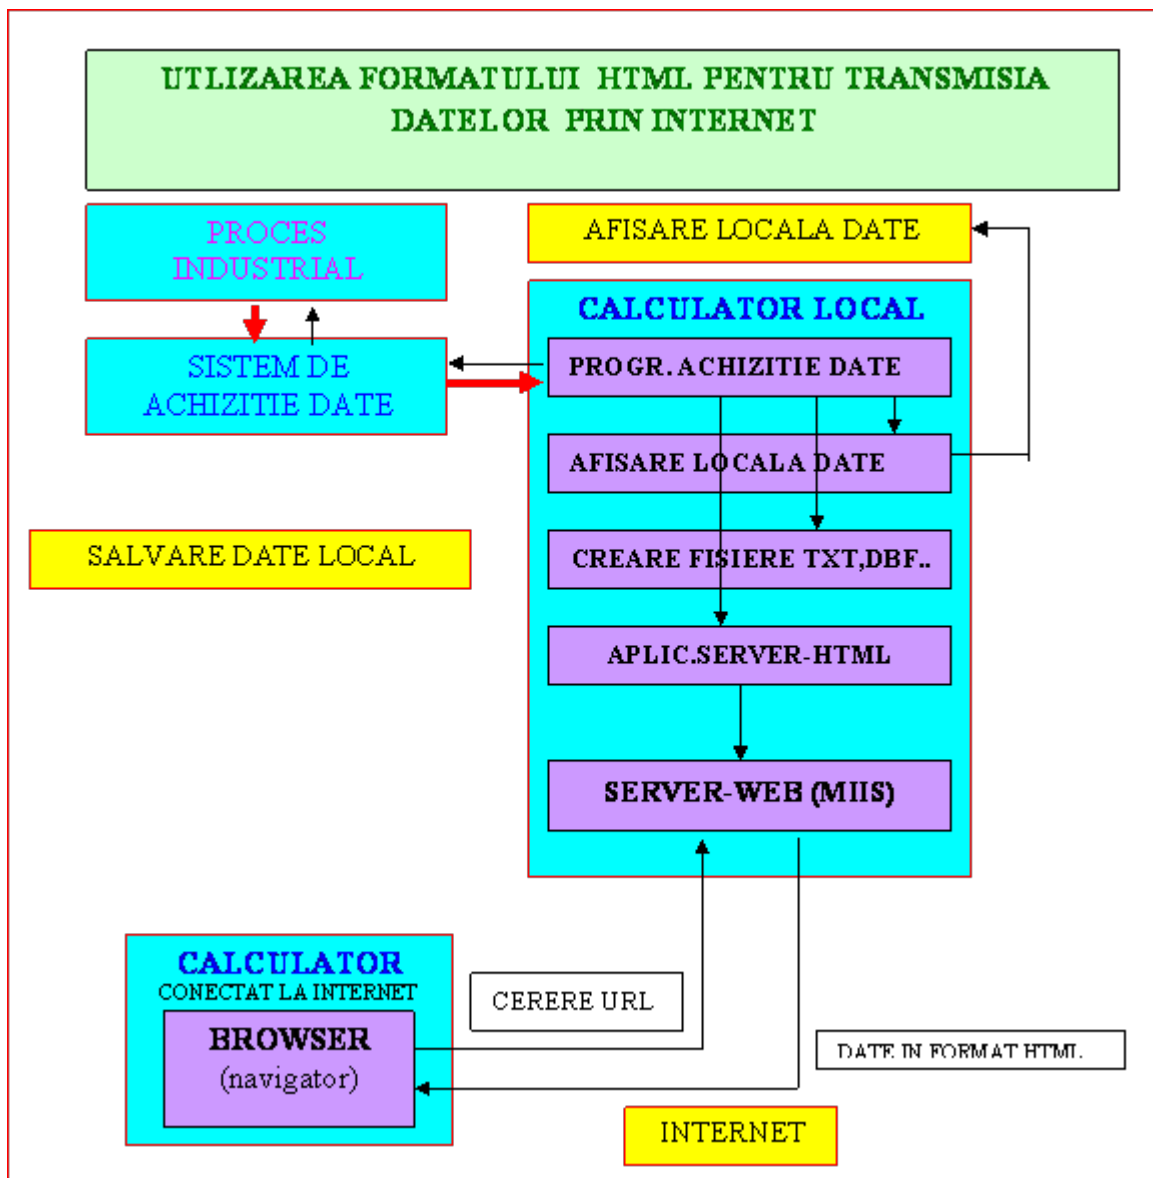 UTLIZAREA FORMATULUI HTML PENTRU TRANSMISIA
DATELOR PRIN INTERNET
PROCES
INDUSTRIAL
AFISARE LOCALA DATE
CALCULATOR LOCAL
SISTEM DE
ACHIZITIE DATE
PROGR. ACHIZITIE DATE
AFISARE LOCALA DATE
SALVARE DATE LOCAL
CREARE FISIERE TXT,DBF..
APLIC.SERVER-HTML
SERVER-WEB (MIIS)
CALCULATOR
CONECTAT LA INTERNET
BROWSER
(navigator)
CERERE URL
DATE IN FORMAT HTML
INTERNET